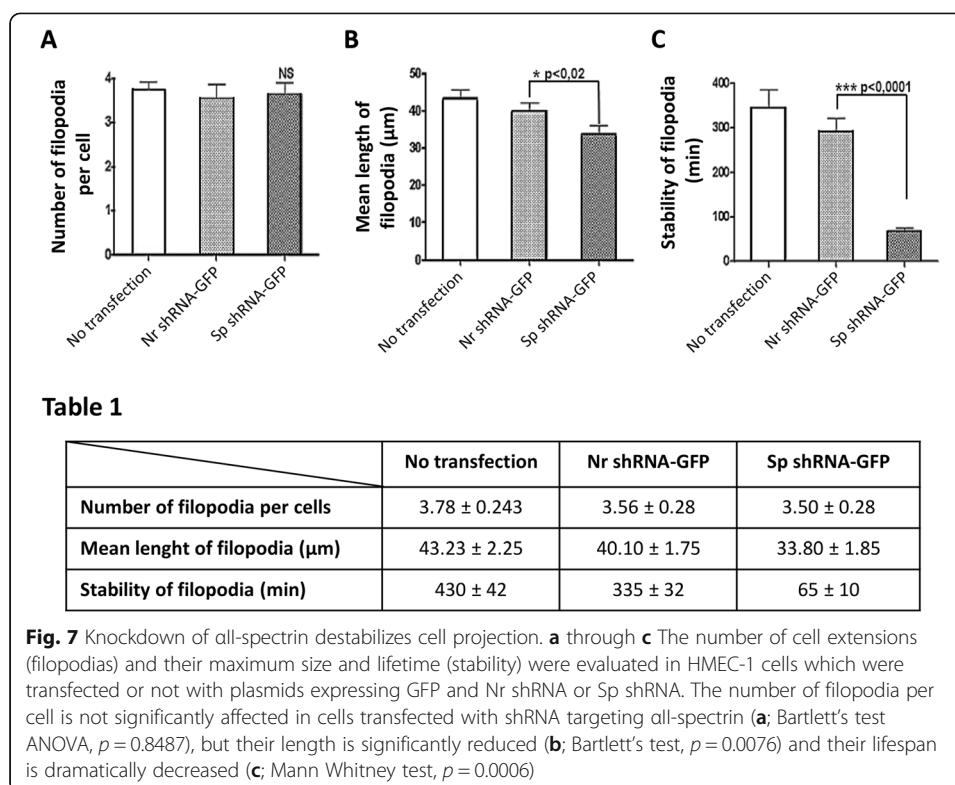 A
B
C
Number of filopodia
per cell
4
3
2
1
0
NS
No transfection
Nr shRNA-GFP
Sp shRNA-GFP
Mean length of
filopodia (µm)
50
40
30
20
10
0
* p<0,02
No transfection
Nr shRNA-GFP
Sp shRNA-GFP
Stability of filopodia
(min)
400
300
200
100
0
*** p<0,0001
No transfection
Nr shRNA-GFP
Sp shRNA-GFP
Table 1
No transfection Nr shRNA-GFP Sp shRNA-GFP
Number of filopodia per cells 3.78 ± 0.243 3.56 ± 0.28 3.50 ± 0.28
Mean lenght of filopodia (µm) 43.23 ± 2.25 40.10 ± 1.75 33.80 ± 1.85
Stability of filopodia (min) 430 ± 42 335 ± 32 65 ± 10
Fig. 7 Knockdown of αII-spectrin destabilizes cell projection. a through c The number of cell extensions
(filopodias) and their maximum size and lifetime (stability) were evaluated in HMEC-1 cells which were
transfected or not with plasmids expressing GFP and Nr shRNA or Sp shRNA. The number of filopodia per
cell is not significantly affected in cells transfected with shRNA targeting αII-spectrin (a; Bartlett's test
ANOVA, p = 0.8487), but their length is significantly reduced (b; Bartlett's test, p = 0.0076) and their lifespan
is dramatically decreased (c; Mann Whitney test, p = 0.0006)